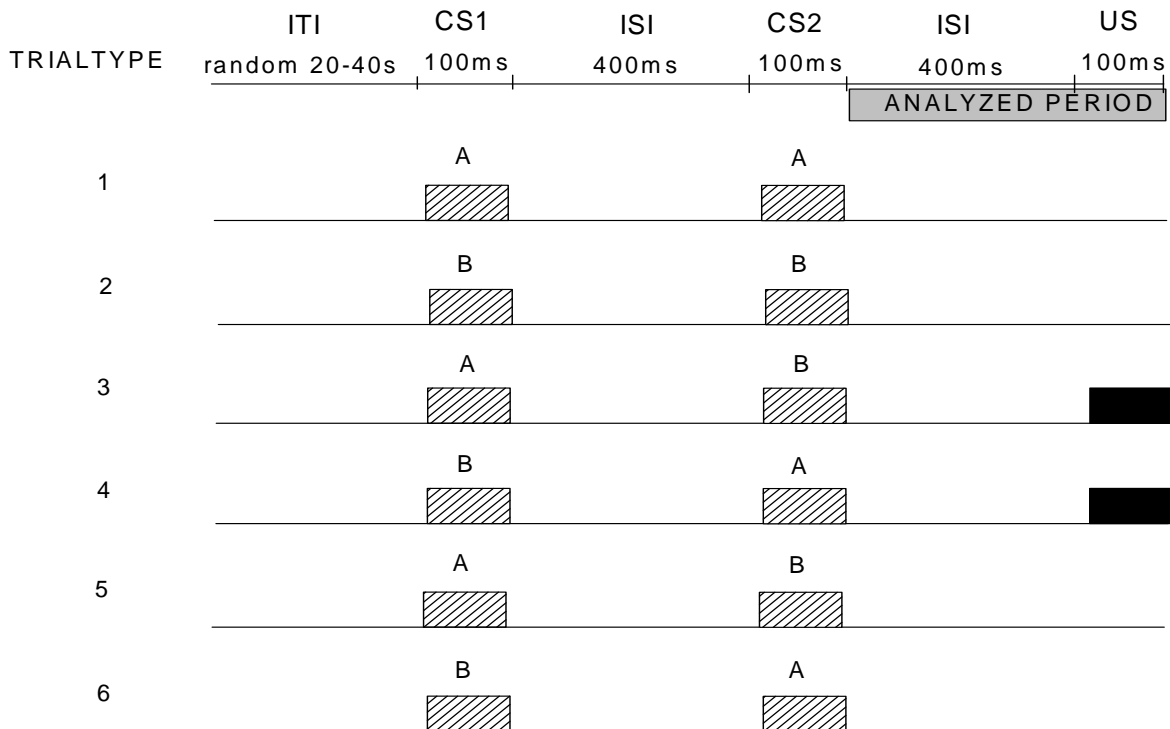 ITI CS1 ISI CS2 ISI US
TRIALTYPE random 20-40s 100ms 400ms 100ms 400ms 100ms
ANALYZED PERIOD
A A
1
B B
2
A B
3
B A
4
A B
5
B A
6